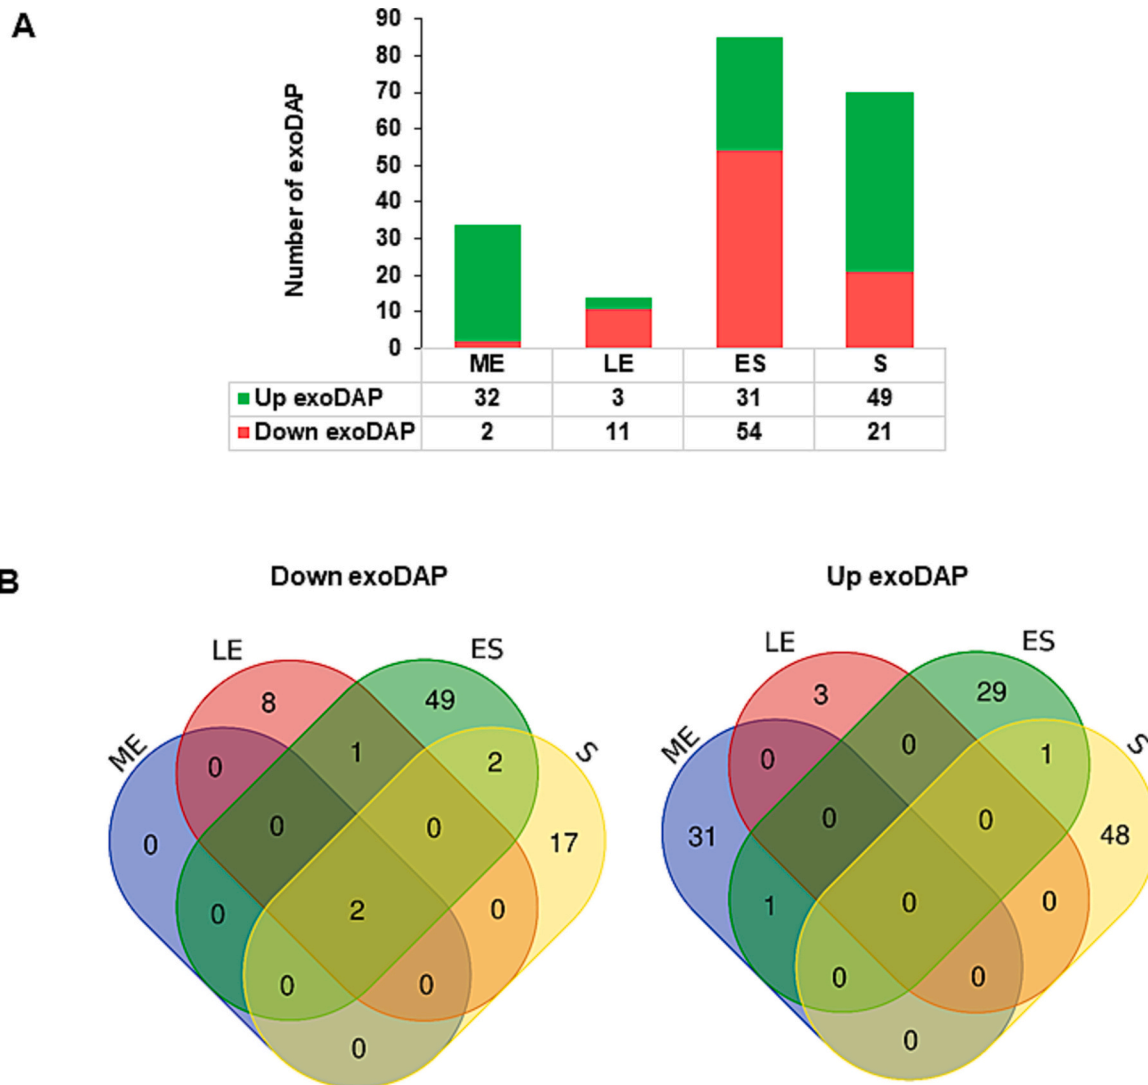 A
90
80
70
60
50
40
30
20
10
0
Number of exoDAP
ME LE ES S
Up exoDAP 32 3 31 49
Down exoDAP 2 11 54 21
B
Down exoDAP Up exoDAP
LE ES
8 49
ME S
1
0 2
0 0
0 17
2
0 0
0 0
0
LE ES
3 29
ME S
0
0 1
0 0
31 48
0
1 0
0 0
0